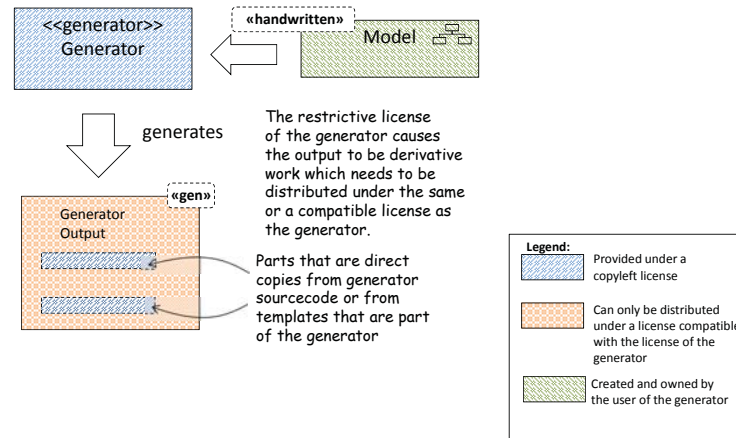 <<generator>>
Generator
«handwritten»
Model
generates
The restrictive license
of the generator causes
the output to be derivative
work which needs to be
distributed under the same
or a compatible license as
the generator.
«gen»
Generator
Output
Parts that are direct
copies from generator
sourcecode or from
templates that are part
of the generator
Legend:
Provided under a
copyleft license
Can only be distributed
under a license compatible
with the license of the
generator
Created and owned by
the user of the generator